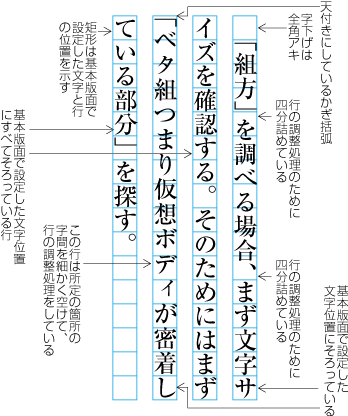 天付きにしているかぎ括弧
字下げは
全角アキ
行の調整処理のために
四分詰めている
行の調整処理のために
四分詰めている
基本版面で設定した
文字位置にそろっている
「組方」を調べる場合、まず文字サ
イズを確認する。そのためにはまず
「ベタ組つまり仮想ボディが密着し
ている部分」を探す。
矩形は基本版面で
設定した文字と行
の位置を示す
基本版面で設定した文字位置
にすべてそろっている行
この行は所定の箇所の
字間を細かく空けて、
行の調整処理をしている